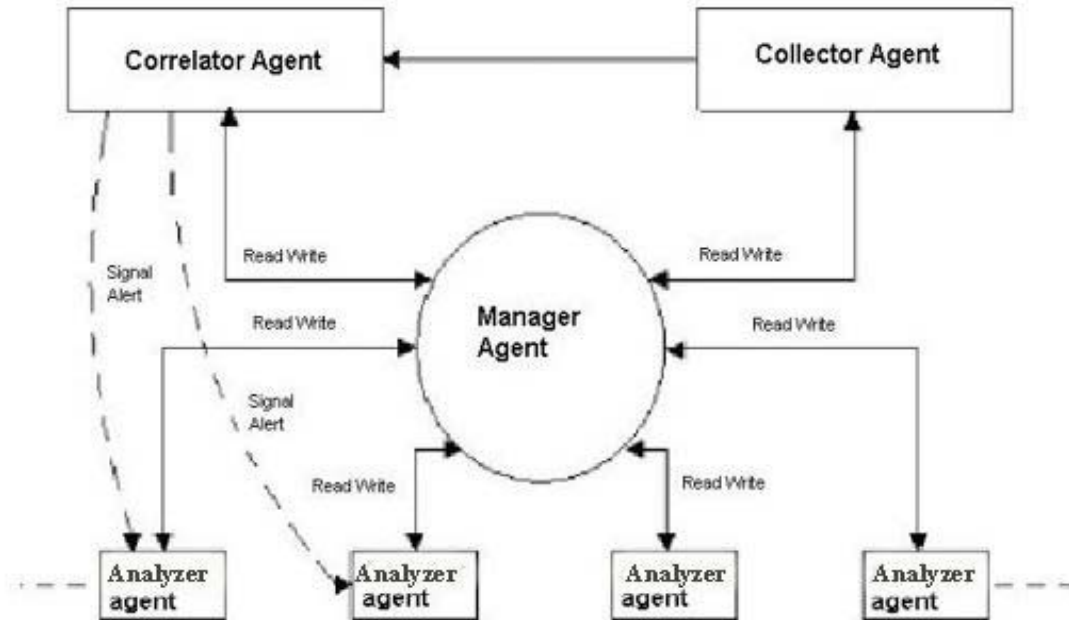 Correlator Agent
Collector Agent
Read Write
Read Write
Signal
Alert
Manager
Agent
Read Write
Read Write
Signal
Alert
Read Write
Read Write
Analyzer
agent
Analyzer
agent
Analyzer
agent
Analyzer
agent